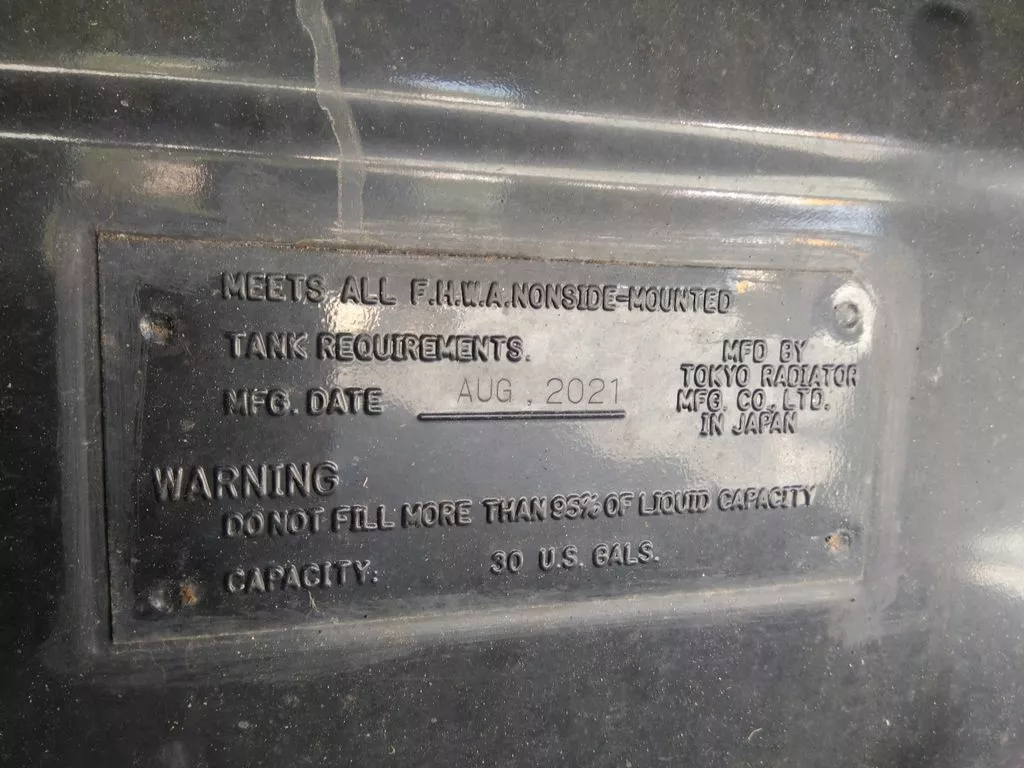 MEETS ALL F.H.W.A. NONSIDE-MOUNTED
TANK REQUIREMENTS.
MFG. DATE AUG. 2021
MFD BY
TOKYO RADIATOR
MFG. CO., LTD.
IN JAPAN
WARNING
DO NOT FILL MORE THAN 95% OF LIQUID CAPACITY
CAPACITY: 30 U.S. GALS.